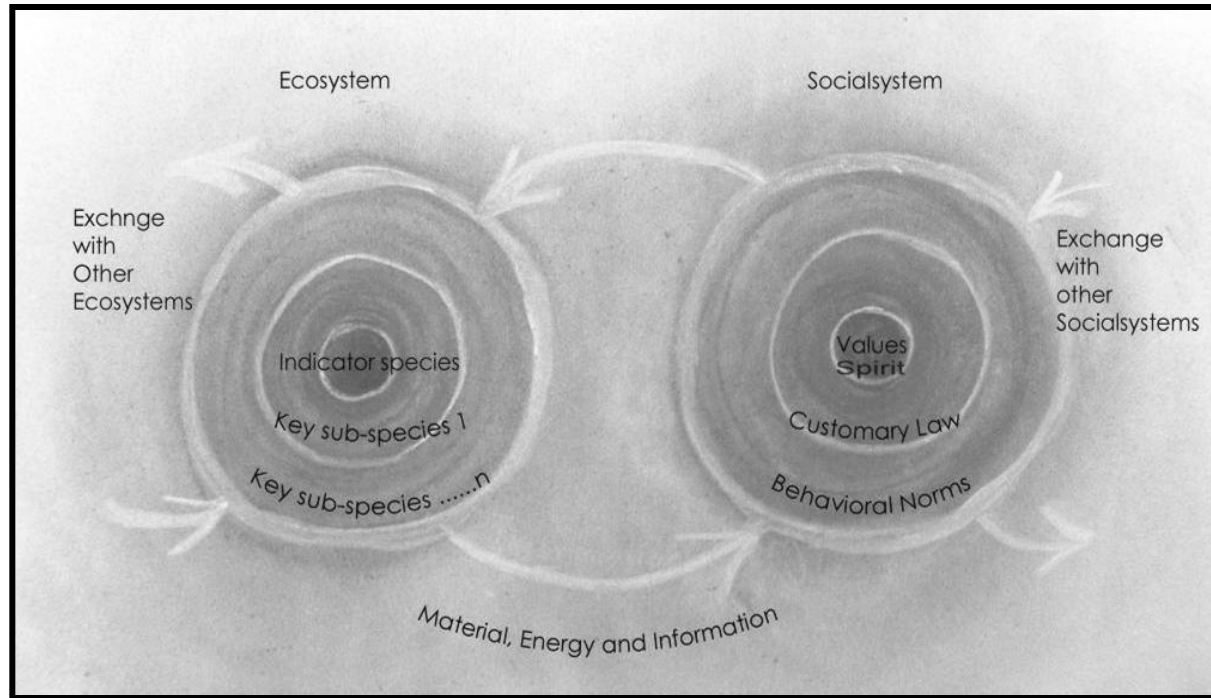 Ecosystem
Socialsystem
Exchnge
with
Other
Ecosystems
Exchange
with
other
Socialsystems
Indicator species
Key sub-species 1
Key sub-species ......n
Values
Spirit
Customary Law
Behavioral Norms
Material, Energy and Information